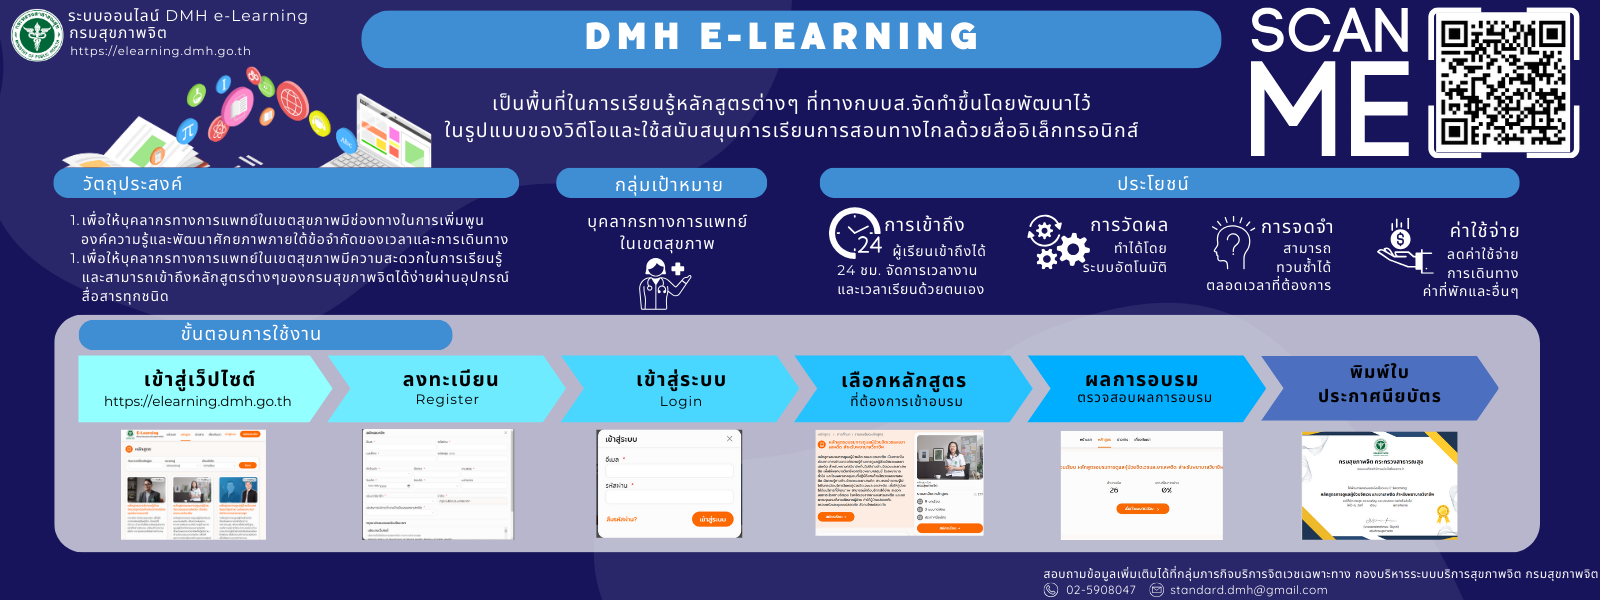 ระบบออนไลน์ DMH e-Learning
กรมสุขภาพจิต
https://elearning.dmh.go.th
DMH E-LEARNING
SCAN
ME
เป็นพื้นที่ในการเรียนรู้หลักสูตรต่างๆ ที่ทางกบบส.จัดทำขึ้นโดยพัฒนาไว้
ในรูปแบบของวิดีโอและใช้สนับสนุนการเรียนการสอนทางไกลด้วยสื่ออิเล็กทรอนิกส์
วัตถุประสงค์
1. เพื่อให้บุคลากรทางการแพทย์ในเขตสุขภาพมีช่องทางในการเพิ่มพูน
องค์ความรู้และพัฒนาศักยภาพภายใต้ข้อจำกัดของเวลาและการเดินทาง
1. เพื่อให้บุคลากรทางการแพทย์ในเขตสุขภาพมีความสะดวกในการเรียนรู้
และสามารถเข้าถึงหลักสูตรต่างๆของกรมสุขภาพจิตได้ง่ายผ่านอุปกรณ์
สื่อสารทุกชนิด
กลุ่มเป้าหมาย
บุคลากรทางการแพทย์
ในเขตสุขภาพ
ประโยชน์
24
การเข้าถึง
ผู้เรียนเข้าถึงได้
24 ชม. จัดการเวลางาน
และเวลาเรียนด้วยตนเอง
การวัดผล
ทำได้โดย
ระบบอัตโนมัติ
การจดจำ
สามารถ
ทวนซ้ำได้
ตลอดเวลาที่ต้องการ
ค่าใช้จ่าย
ลดค่าใช้จ่าย
การเดินทาง
ค่าที่พักและอื่นๆ
ขั้นตอนการใช้งาน
เข้าสู่เว็ปไซต์
https://elearning.dmh.go.th
ลงทะเบียน
Register
เข้าสู่ระบบ
Login
เลือกหลักสูตร
ที่ต้องการเข้าอบรม
ผลการอบรม
ตรวจสอบผลการอบรม
พิมพ์ใบ
ประกาศนียบัตร
E-Learning
หลักสูตร
เข้าสู่ระบบ
อีเมล *
รหัสผ่าน *
ลืมรหัสผ่าน?
เข้าสู่ระบบ
26
0%
กรมสุขภาพจิต กระทรวงสาธารณสุข
สอบถามข้อมูลเพิ่มเติมได้ที่กลุ่มภารกิจบริการจิตเวชเฉพาะทาง กองบริหารระบบบริการสุขภาพจิต กรมสุขภาพจิต
02-5908047
standard.dmh@gmail.com